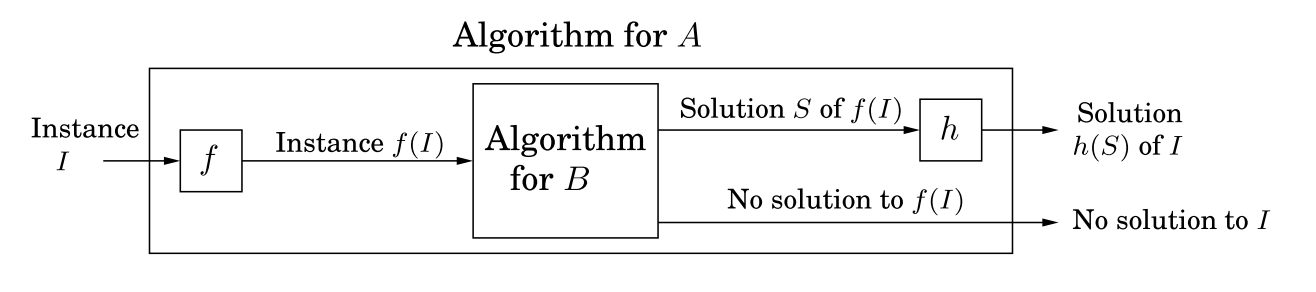 Algorithm for A
Instance
I
f
Instance f(I)
Algorithm
for B
Solution S of f(I)
h
Solution
h(S) of I
No solution to f(I)
No solution to I